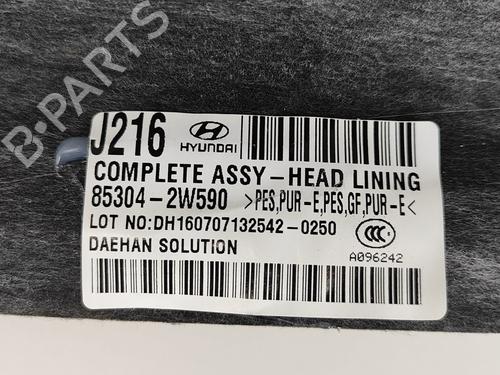 B-PARTS
J216 HYUNDAI
COMPLETE ASSY-HEAD LINING
85304-2W590 >PES,PUR-E,PES,GF,PUR-E<
LOT NO:DH160707132542-0250
DAEHAN SOLUTION
CCC
A096242